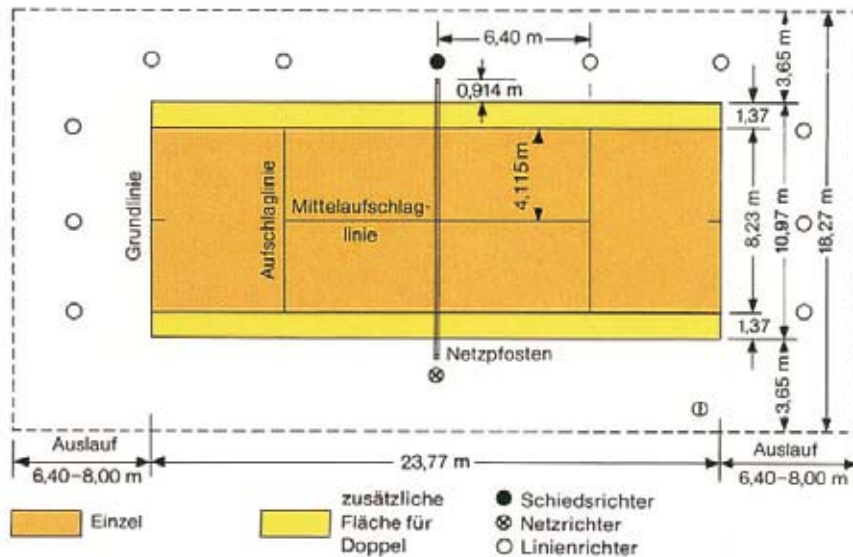 6,40 m
0,914 m
3,65 m
1,37
4,115 m
Grundlinie
Aufschlaglinie
Mittelaufschlag-
linie
8,23 m
10,97 m
18,27 m
1,37
Netzpfosten
3,65 m
Auslauf
6,40–8,00 m
23,77 m
Auslauf
6,40–8,00 m
Einzel
zusätzliche
Fläche für
Doppel
Schiedsrichter
Netzrichter
Linienrichter